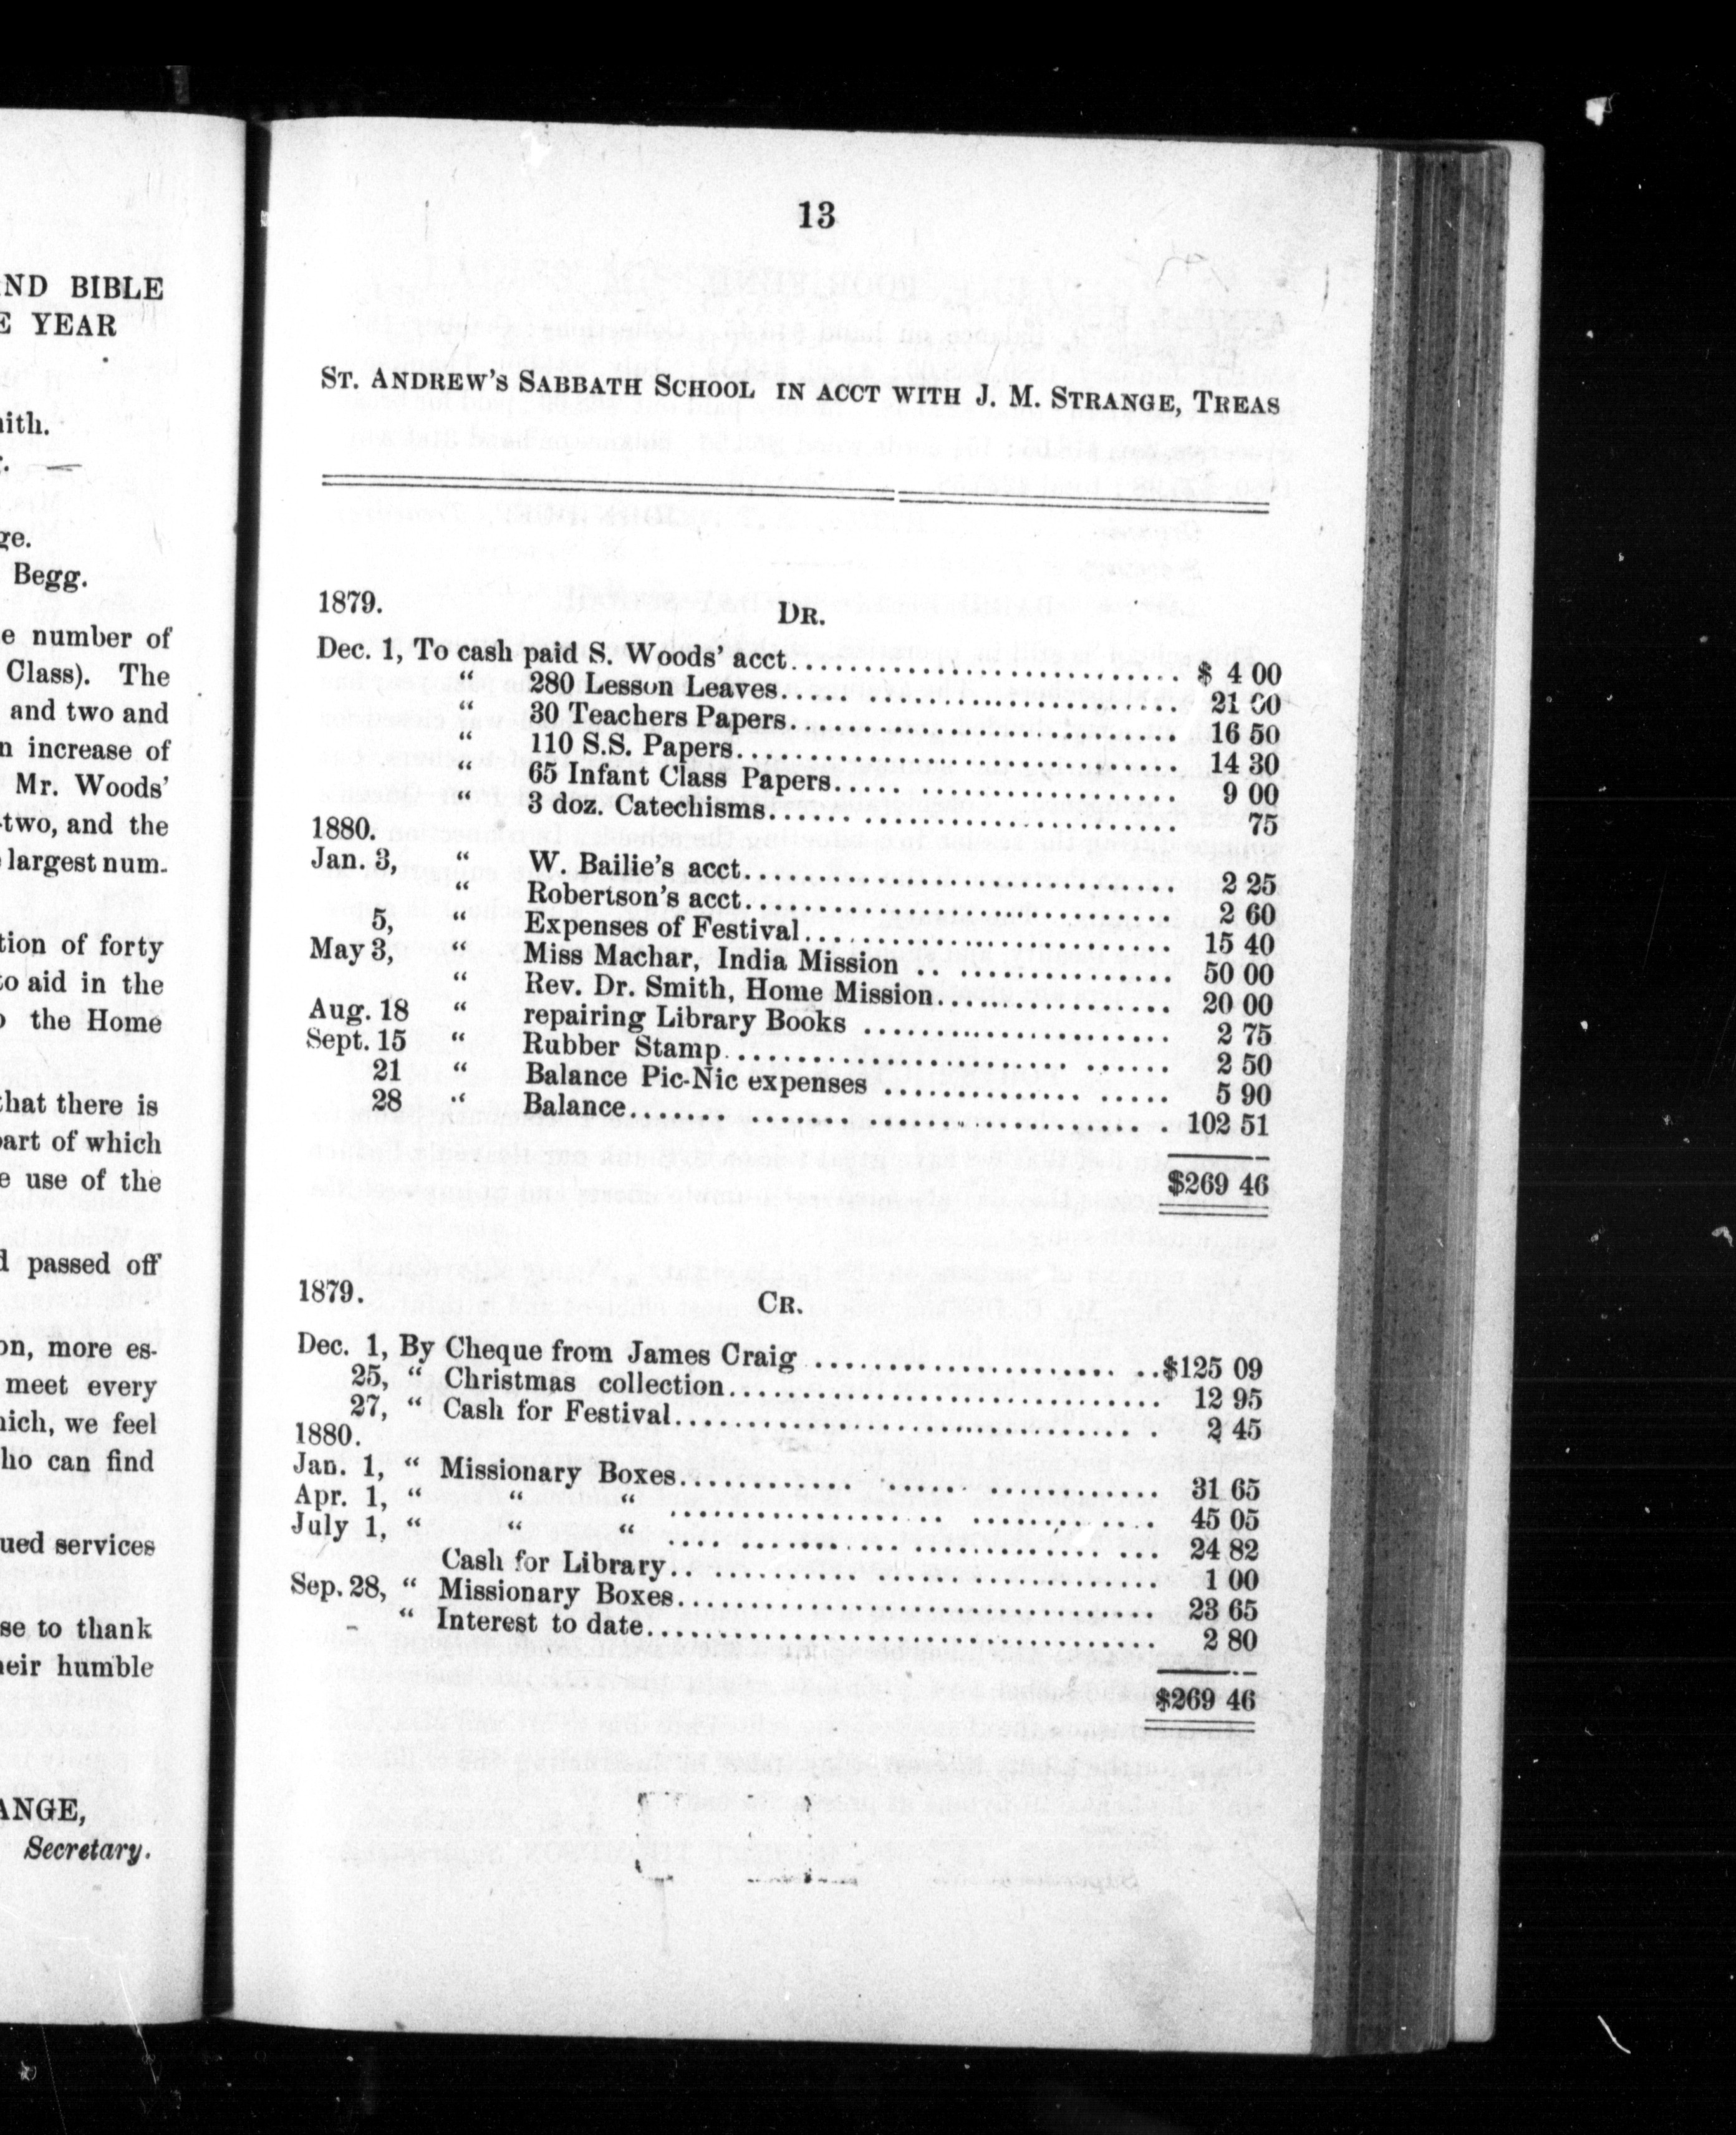 ND BIBLE
YEAR
ith.
ge.
Begg.
e number of
Class). The
and two and
n increase of
Mr. Woods'
-two, and the
largest num-
tion of forty
to aid in the
the Home
that there is
part of which
e use of the
d passed off
on, more es-
meet every
hich, we feel
ho can find
ued services
se to thank
heir humble
ANGE,
Secretary.
13
ST. ANDREW'S SABBATH SCHOOL IN ACCT WITH J. M. STRANGE, TREAS
1879.
DR.
Dec. 1, To cash paid S. Woods' acct........ $ 4 00
“ 280 Lesson Leaves........ 21 00
“ 30 Teachers Papers........ 16 50
“ 110 S.S. Papers........ 14 30
“ 65 Infant Class Papers........ 9 00
“ 3 doz. Catechisms........ 75
1880.
Jan. 3, “ W. Bailie's acct........ 2 25
“ Robertson's acct........ 2 60
5, “ Expenses of Festival........ 15 40
May 3, “ Miss Machar, India Mission ........ 50 00
“ Rev. Dr. Smith, Home Mission........ 20 00
Aug. 18 “ repairing Library Books ........ 2 75
Sept. 15 “ Rubber Stamp........ 2 50
21 “ Balance Pic-Nic expenses ........ 5 90
28 “ Balance........ 102 51
$269 46
1879.
CR.
Dec. 1, By Cheque from James Craig ........ $125 09
25, “ Christmas collection........ 12 95
27, “ Cash for Festival........ 2 45
1880.
Jan. 1, “ Missionary Boxes........ 31 65
Apr. 1, “ “ “ ........ 45 05
July 1, “ “ “ ........ 24 82
Cash for Library........ 1 00
Sep. 28, “ Missionary Boxes........ 23 65
“ Interest to date........ 2 80
$269 46